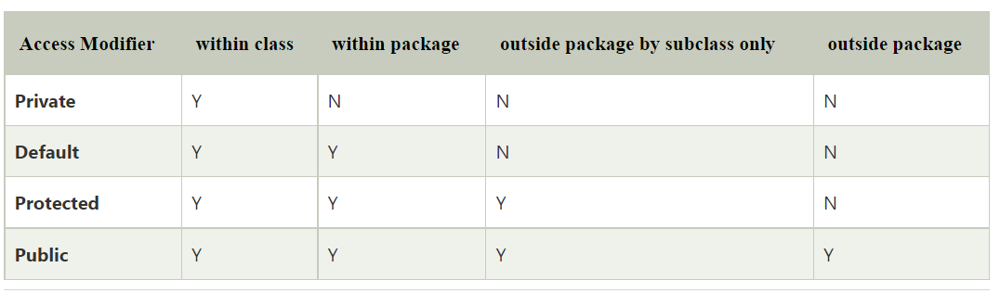 Access Modifier within class within package outside package by subclass only outside package
Private Y N N N
Default Y Y N N
Protected Y Y Y N
Public Y Y Y Y